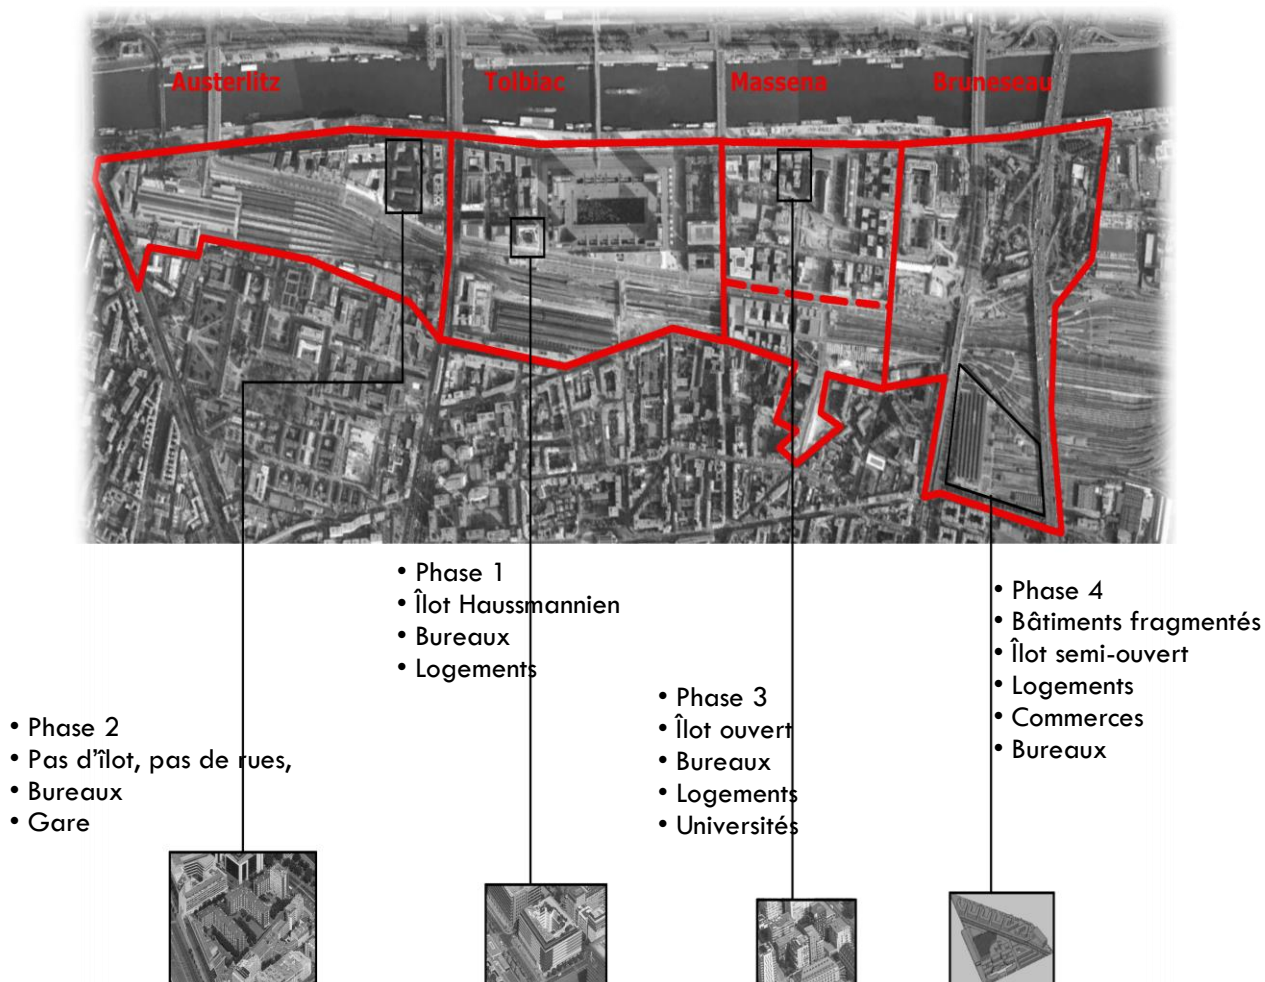 Austerlitz
Tolbiac
Massena
Bruneseau
• Phase 1
• Îlot Haussmannien
• Bureaux
• Logements
• Phase 4
• Bâtiments fragmentés
• Îlot semi-ouvert
• Logements
• Commerces
• Bureaux
• Phase 3
• Îlot ouvert
• Bureaux
• Logements
• Universités
• Phase 2
• Pas d’îlot, pas de rues,
• Bureaux
• Gare